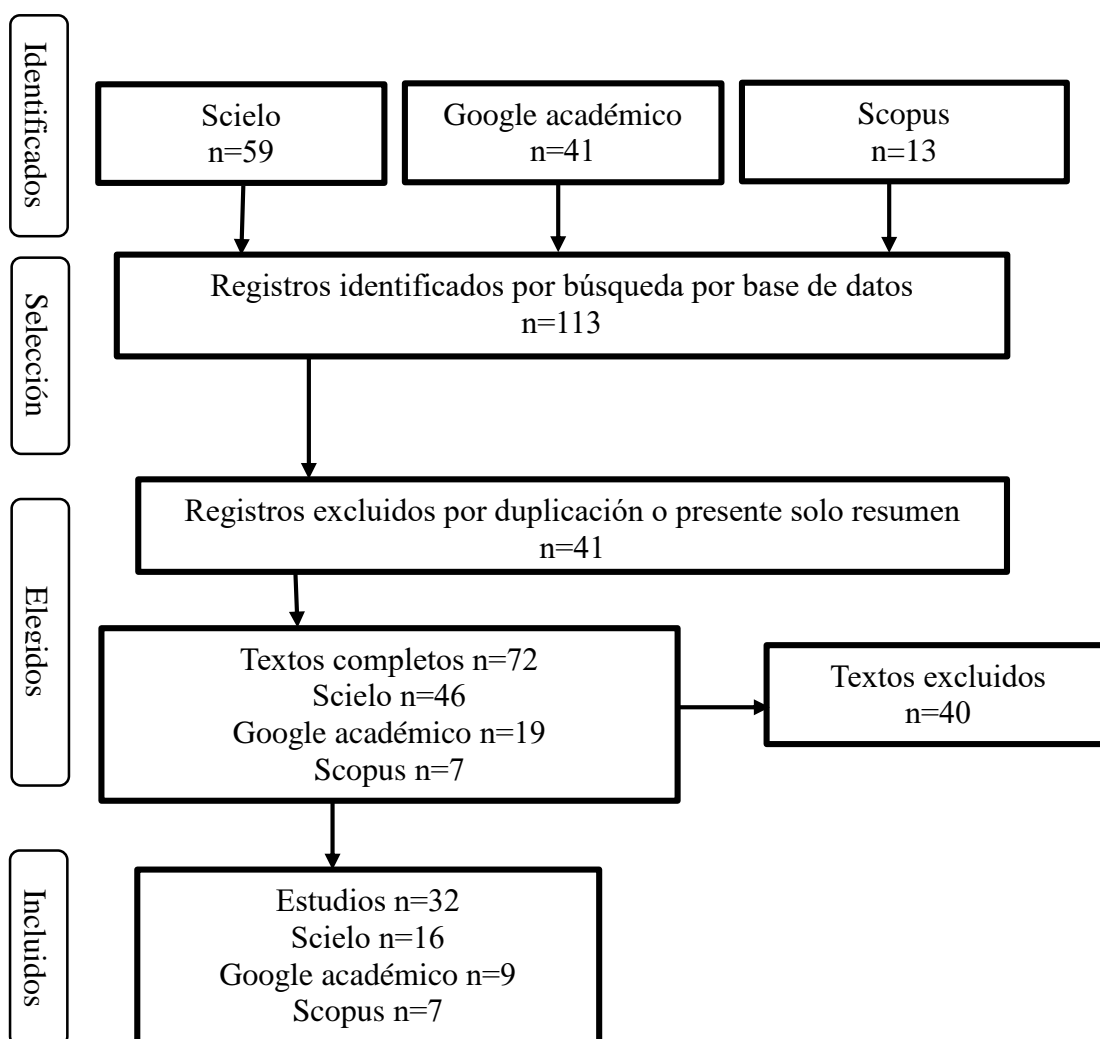 Identificados
Scielo
n=59
Google académico
n=41
Scopus
n=13
Selección
Registros identificados por búsqueda por base de datos
n=113
Elegidos
Registros excluidos por duplicación o presente solo resumen
n=41
Textos completos n=72
Scielo n=46
Google académico n=19
Scopus n=7
Textos excluidos
n=40
Incluidos
Estudios n=32
Scielo n=16
Google académico n=9
Scopus n=7